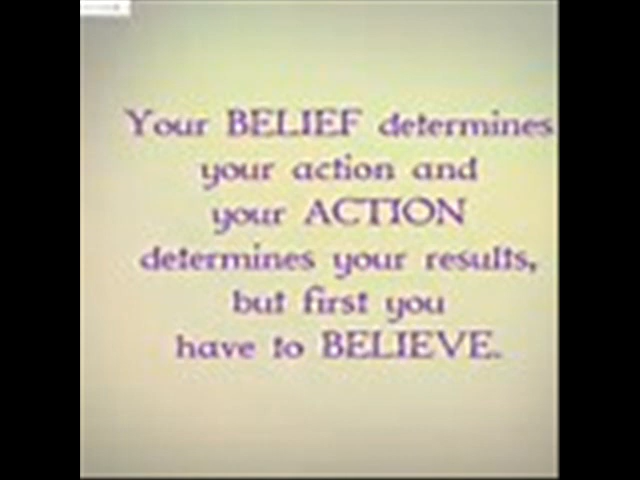 Your BELIEF determines
your action and
your ACTION
determines your results,
but first you
have to BELIEVE.